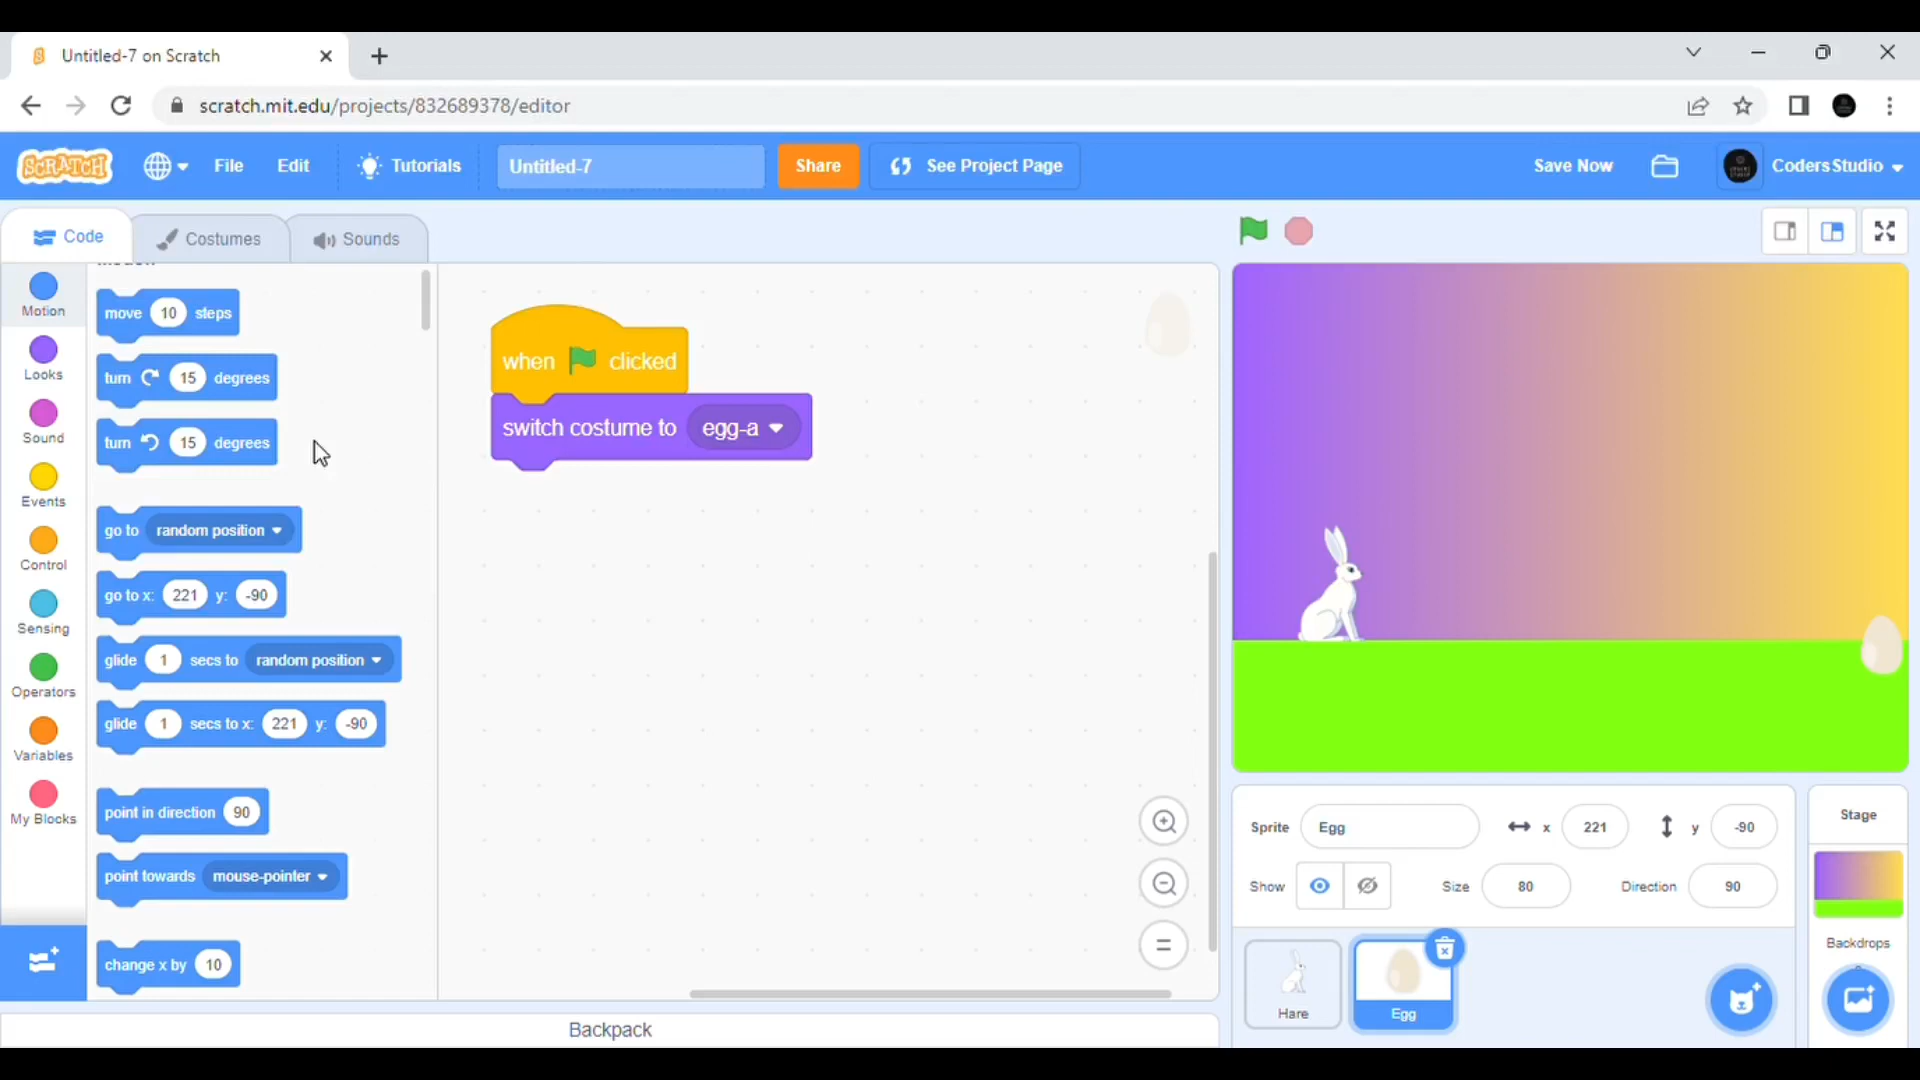 Untitled-7 on Scratch
scratch.mit.edu/projects/832689378/editor
SCRATCH File Edit Tutorials Untitled-7 Share See Project Page Save Now CodersStudio
Code Costumes Sounds
Motion
Looks
Sound
Events
Control
Sensing
Operators
Variables
My Blocks
move 10 steps
turn 15 degrees
turn 15 degrees
go to random position
go to x: 221 y: -90
glide 1 secs to random position
glide 1 secs to x: 221 y: -90
point in direction 90
point towards mouse-pointer
change x by 10
when clicked
switch costume to egg-a
Backpack
Sprite Egg x 221 y -90
Show Size 80 Direction 90
Hare
Egg
Stage
Backdrops